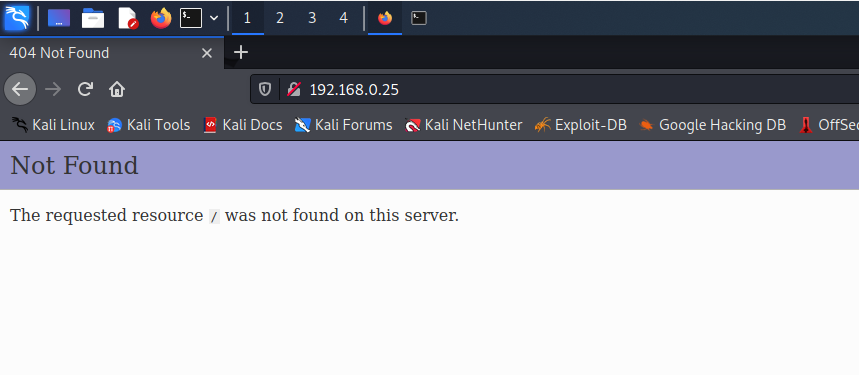 1 2 3 4
404 Not Found
192.168.0.25
Kali Linux Kali Tools Kali Docs Kali Forums Kali NetHunter Exploit-DB Google Hacking DB OffSec
Not Found
The requested resource / was not found on this server.